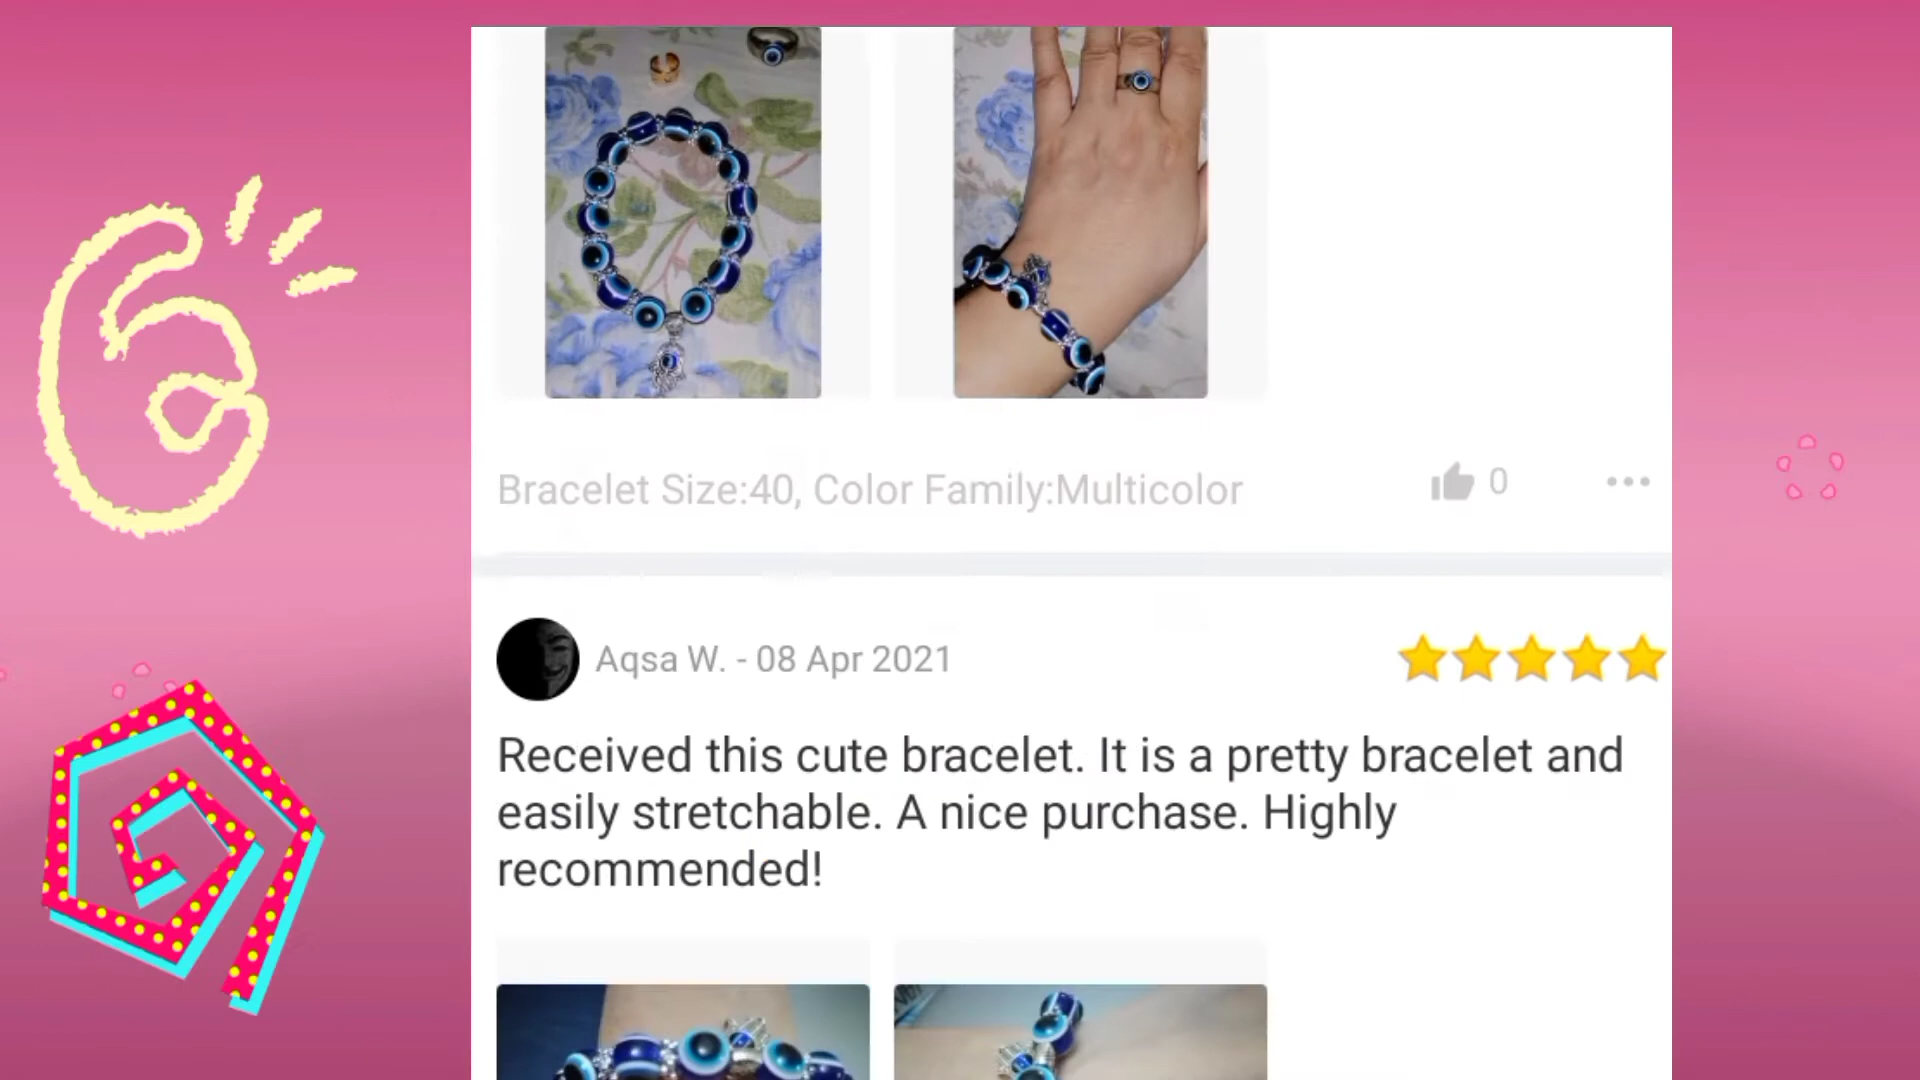 6
Bracelet Size:40, Color Family:Multicolor
0
Aqsa W. - 08 Apr 2021
Received this cute bracelet. It is a pretty bracelet and
easily stretchable. A nice purchase. Highly
recommended!